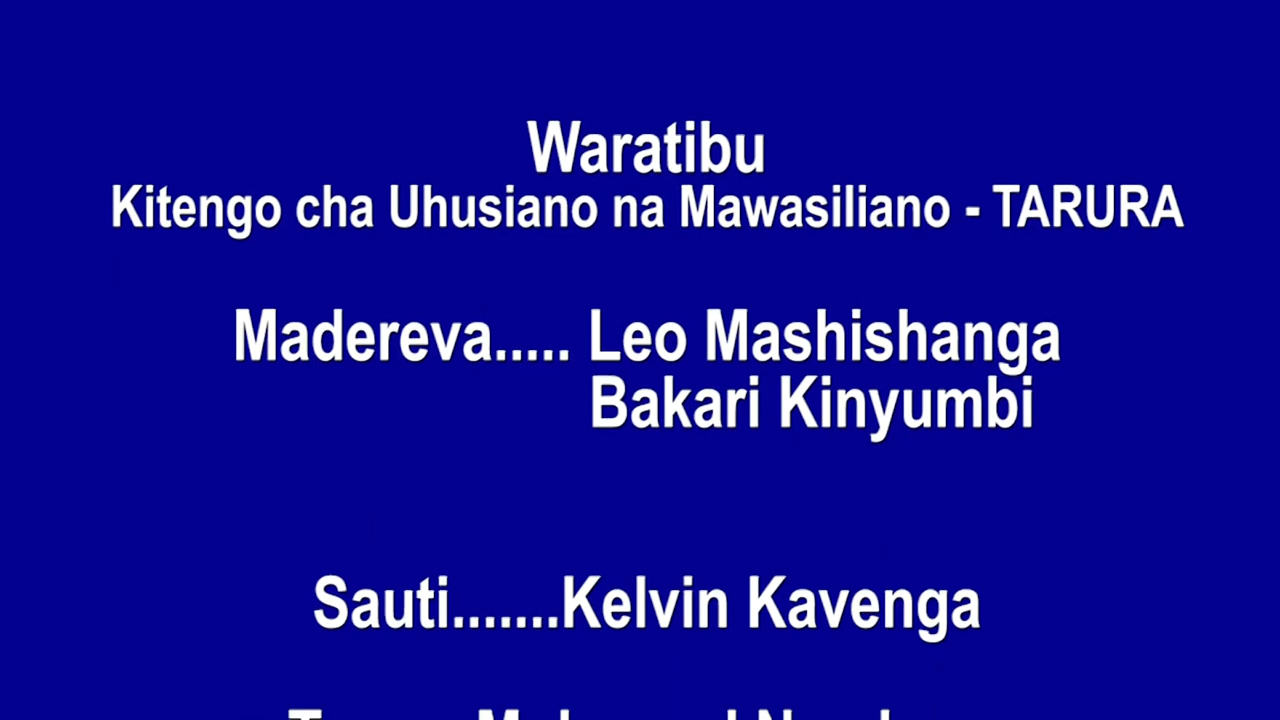 Waratibu
Kitengo cha Uhusiano na Mawasiliano - TARURA
Madereva..... Leo Mashishanga
Bakari Kinyumbi
Sauti.......Kelvin Kavenga